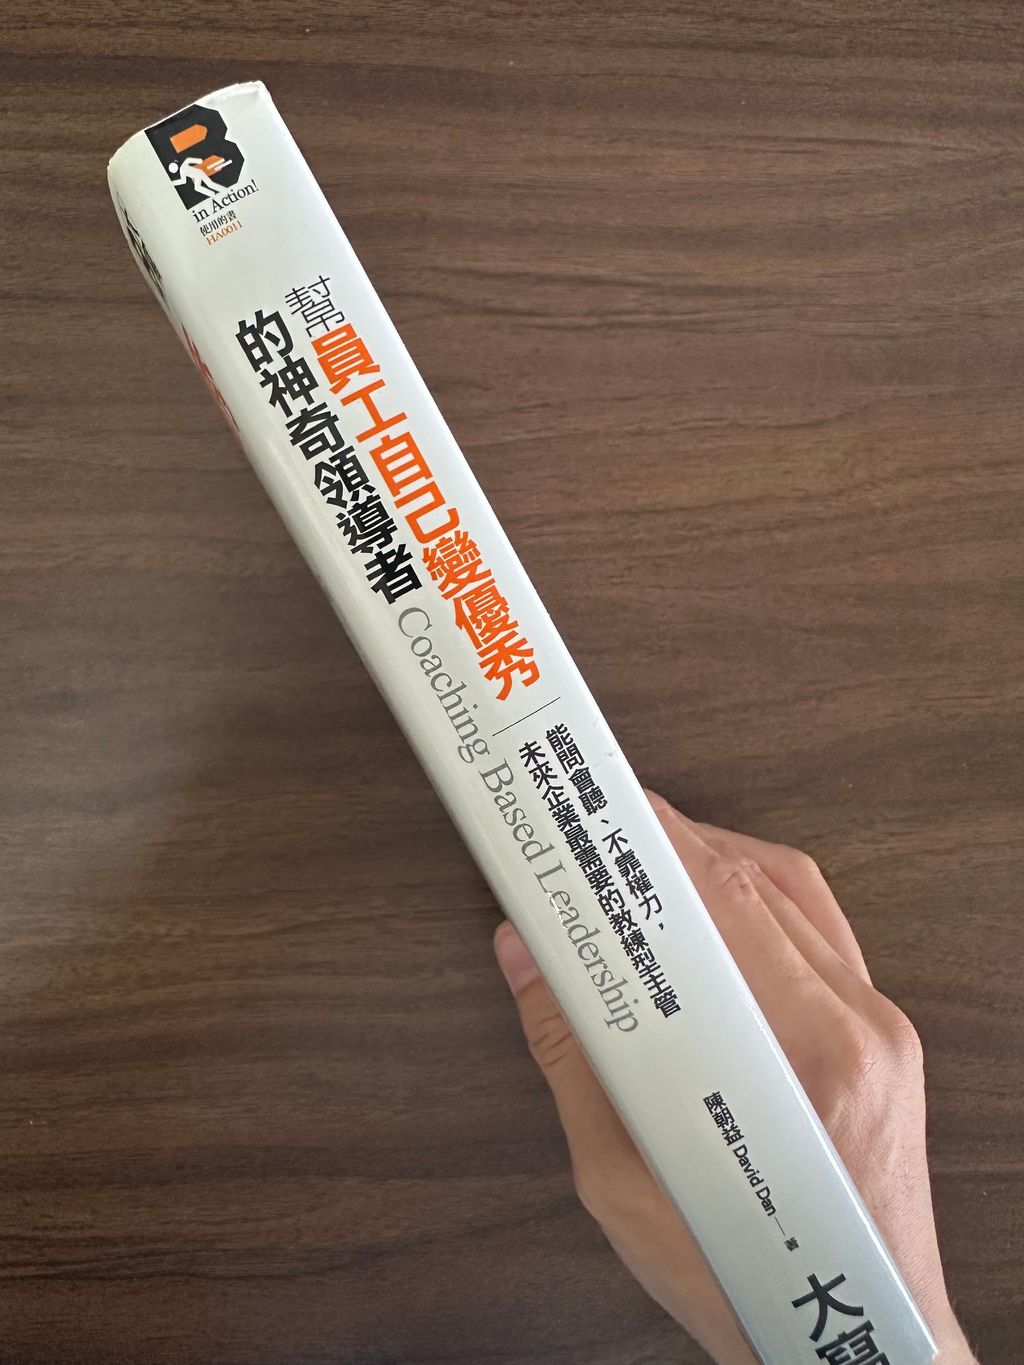 B
in Action!
使用的書
HA0011
幫員工自己變優秀
的神奇領導者
Coaching Based Leadership
能問會聽、不靠權力，
未來企業最需要的教練型主管
陳朝益 David Dan——著
大寫